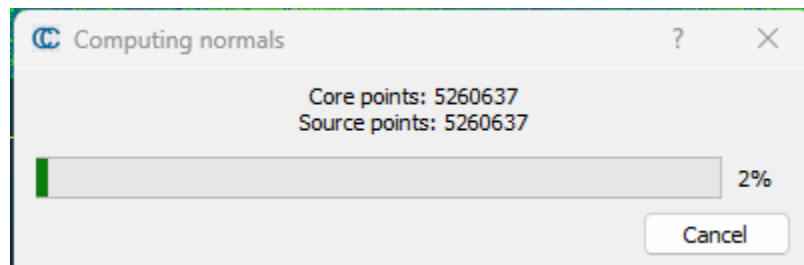 Computing normals
Core points: 5260637
Source points: 5260637
2%
Cancel